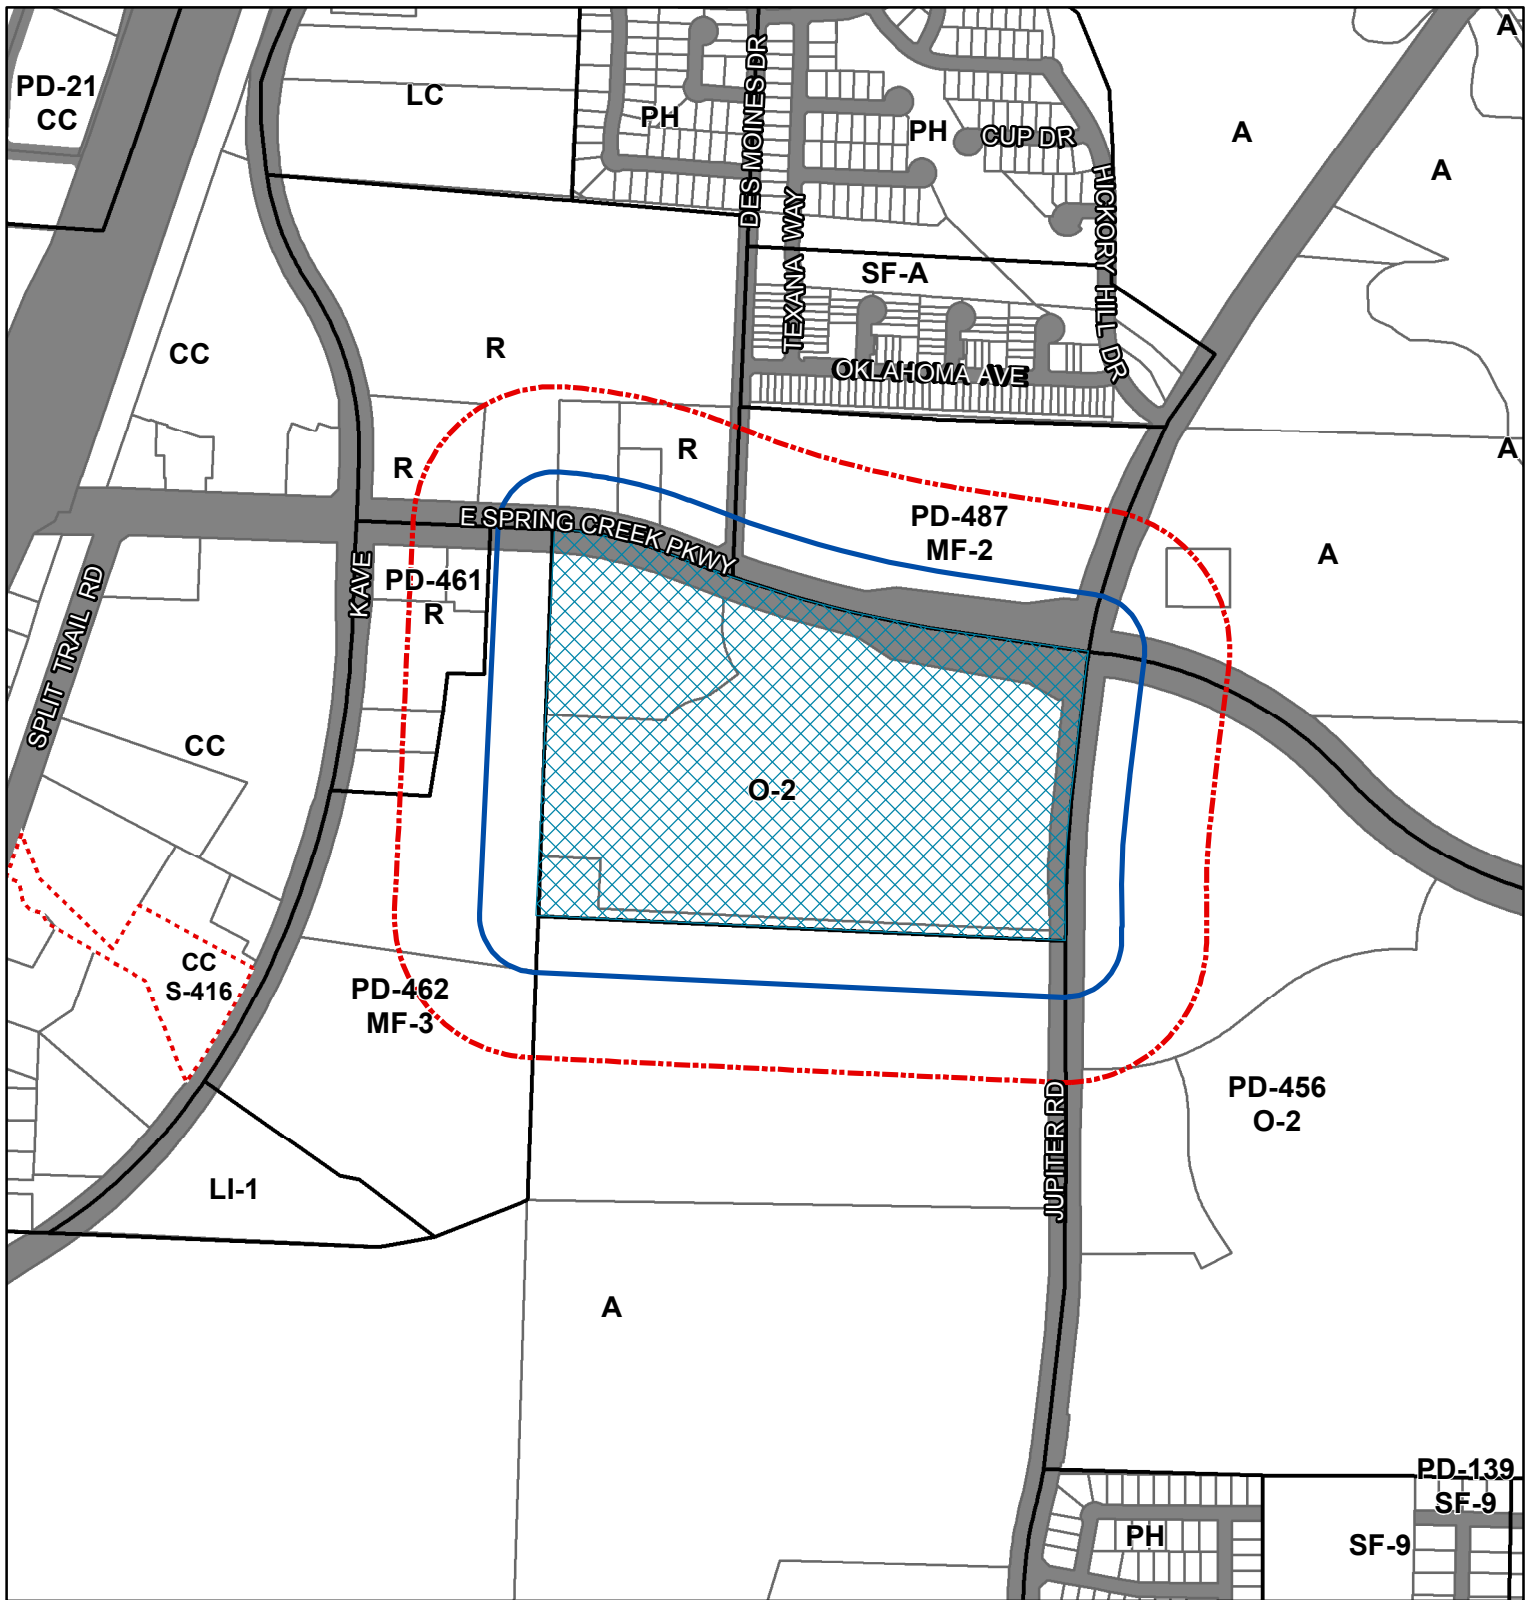 A
PD-21
CC
LC
PH
DES MOINES DR
PH
CUP DR
A
A
HICKORY HILL DR
TEXANA WAY
SF-A
CC
R
OKLAHOMA AVE
R
R
A
E SPRING CREEK PKWY
PD-487
MF-2
A
K AVE
PD-461
R
SPLIT TRAIL RD
CC
O-2
CC
S-416
PD-462
MF-3
PD-456
O-2
JUPITER RD
LI-1
A
PD-139
SF-9
PH
SF-9